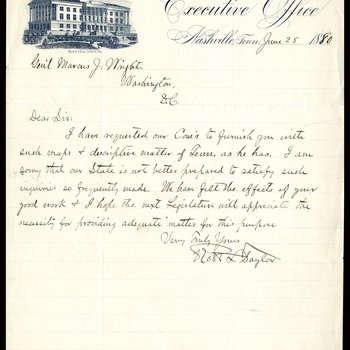 Executive Office
Nashville, Tenn June 25 1880
Genl Marcus J. Wright,
Washington,
D.C.
Dear Sir:
I have requested our Com'r to furnish you with
such maps & descriptive matter of Tenn, as he has. I am
sorry that our State is not better prepared to satisfy such
inquiries so frequently made. We have felt the effects of your
good work & I hope the next Legislature will appreciate the
necessity for providing adequate matter for this purpose
Very Truly Yours
Robt L Taylor